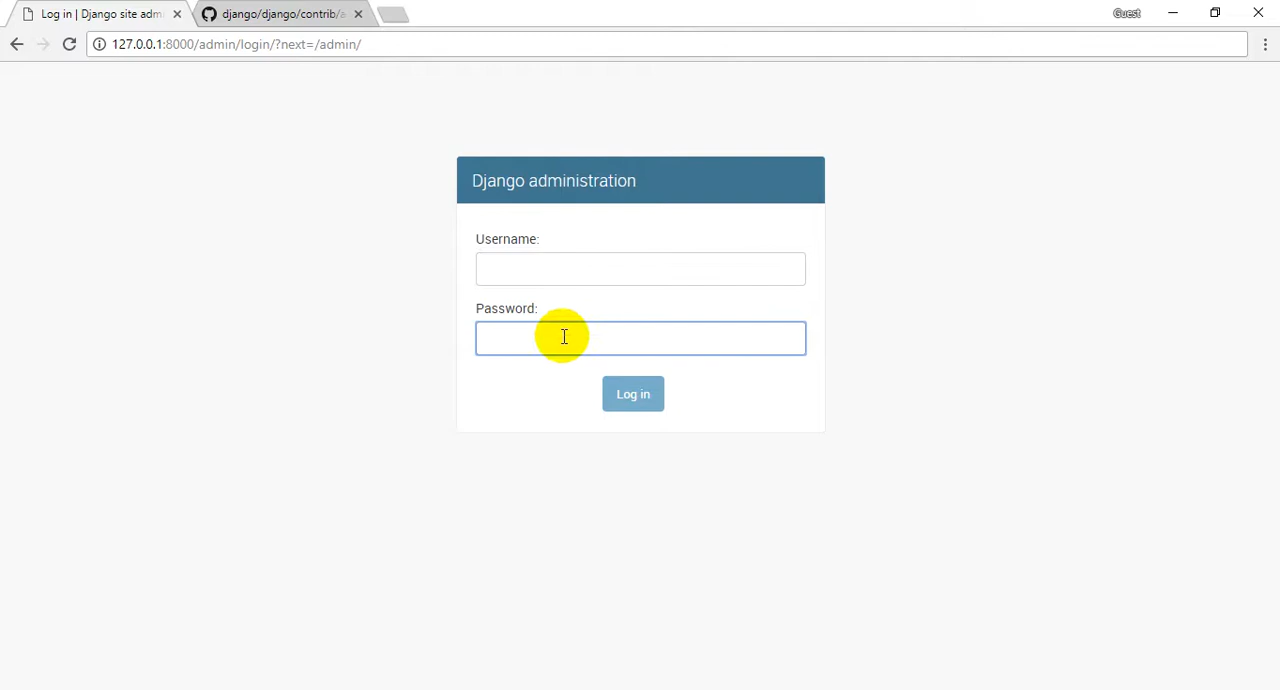 Log in | Django site adm
django/django/contrib/a
Guest
127.0.0.1:8000/admin/login/?next=/admin/
Django administration
Username:
Password:
Log in